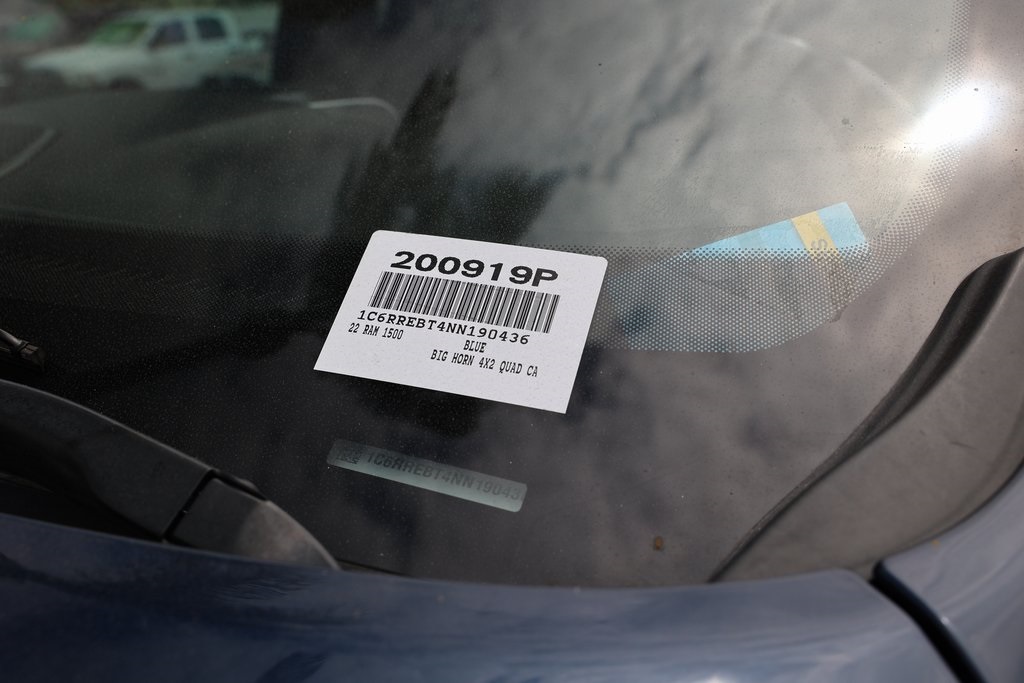 200919P
1C6RREBT4NN190436
22 RAM 1500
BLUE
BIG HORN 4X2 QUAD CA
1C6RREBT4NN19043